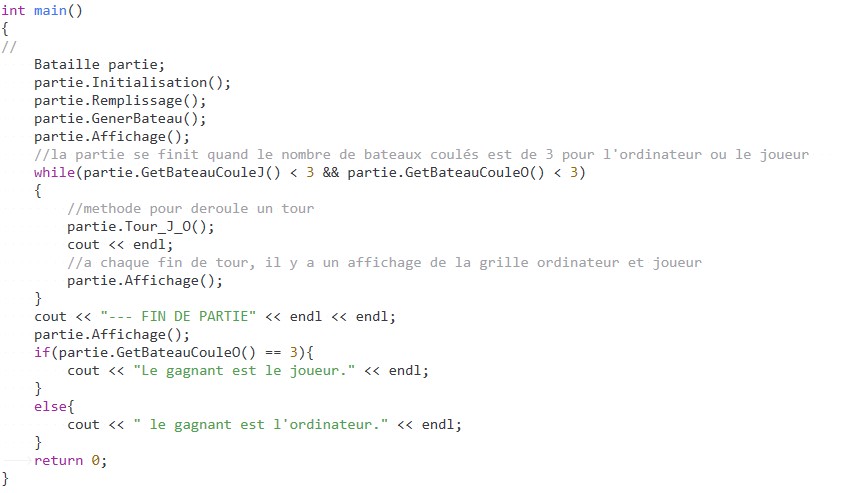 int main()
{
//
    Bataille partie;
    partie.Initialisation();
    partie.Remplissage();
    partie.GenerBateau();
    partie.Affichage();
    //la partie se finit quand le nombre de bateaux coulés est de 3 pour l'ordinateur ou le joueur
    while(partie.GetBateauCouleJ() < 3 && partie.GetBateauCouleO() < 3)
    {
        //methode pour deroule un tour
        partie.Tour_J_O();
        cout << endl;
        //a chaque fin de tour, il y a un affichage de la grille ordinateur et joueur
        partie.Affichage();
    }
    cout << "--- FIN DE PARTIE" << endl << endl;
    partie.Affichage();
    if(partie.GetBateauCouleO() == 3){
        cout << "Le gagnant est le joueur." << endl;
    }
    else{
        cout << " le gagnant est l'ordinateur." << endl;
    }
    return 0;
}